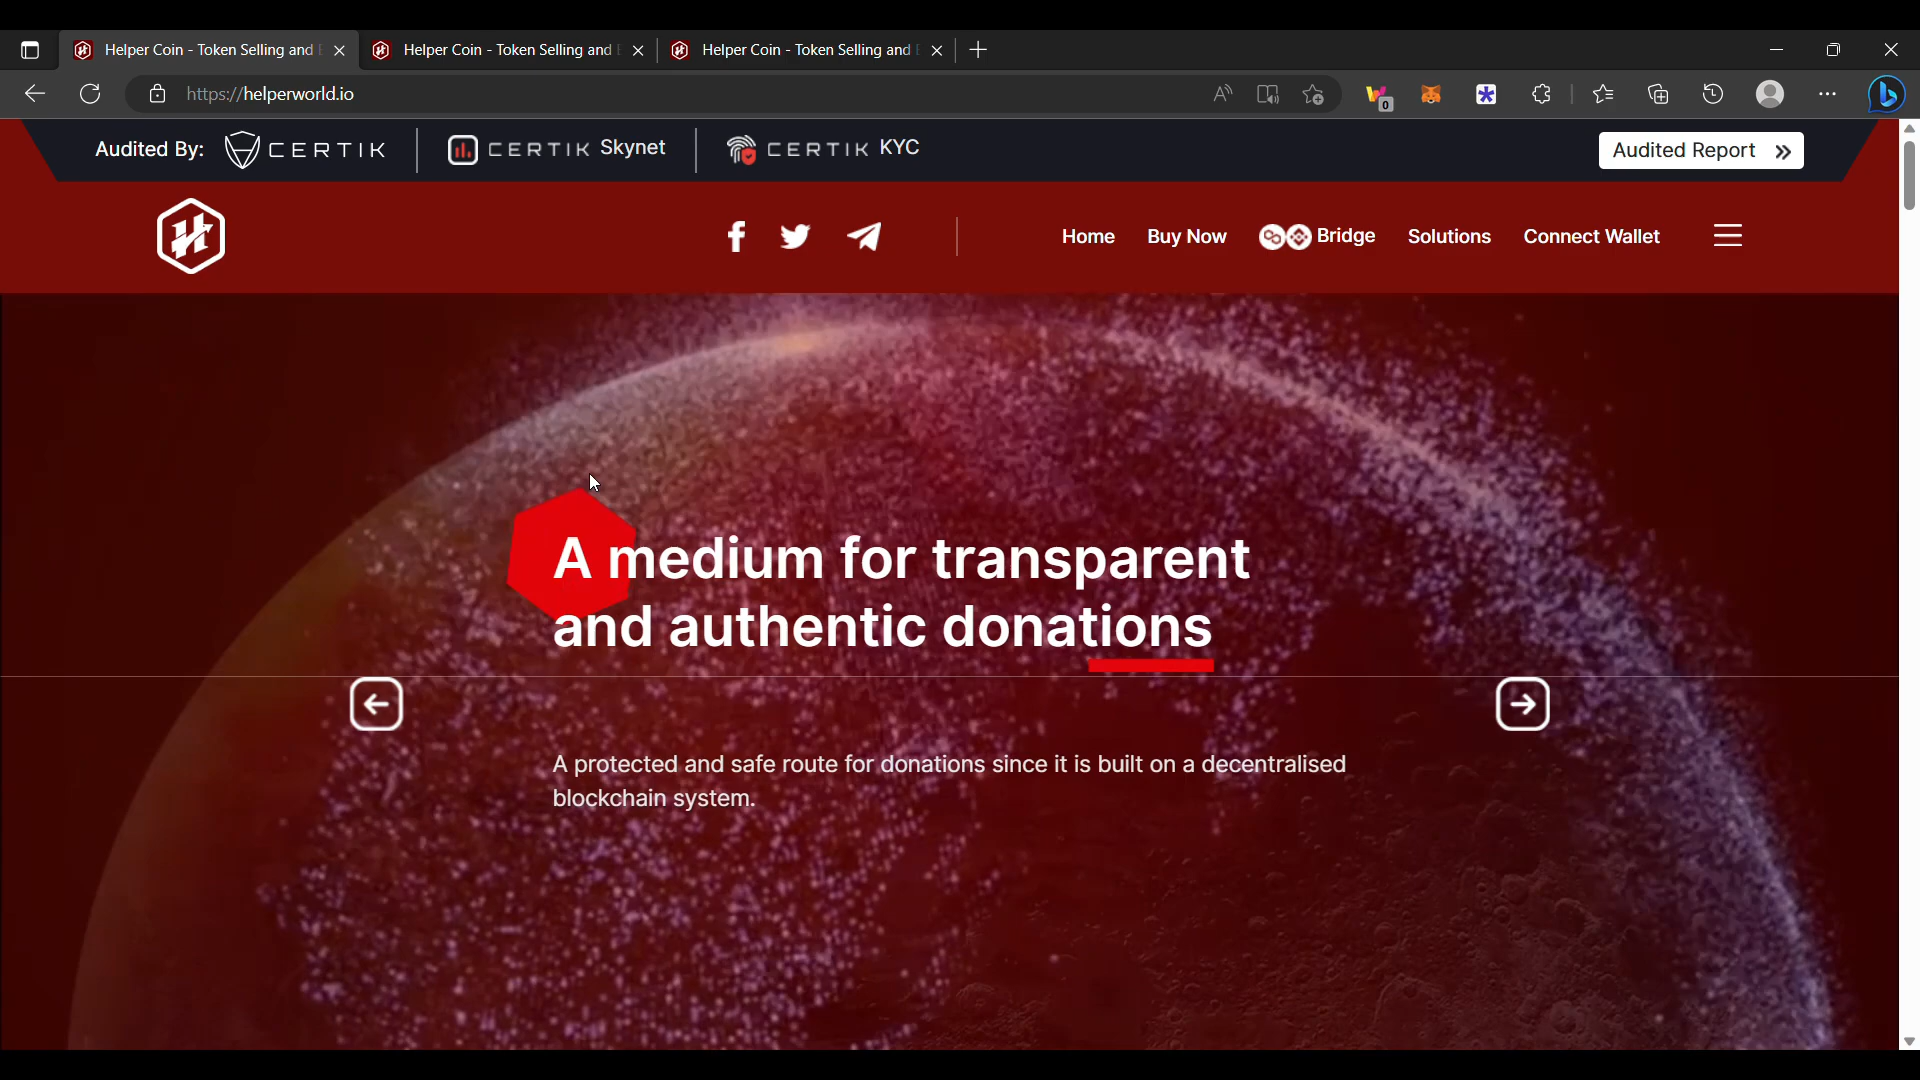 Helper Coin - Token Selling and
Helper Coin - Token Selling and
Helper Coin - Token Selling and
https://helperworld.io
0
Audited By:
CERTIK
CERTIK Skynet
CERTIK KYC
Audited Report
Home
Buy Now
Bridge
Solutions
Connect Wallet
A medium for transparent
and authentic donations
A protected and safe route for donations since it is built on a decentralised
blockchain system.